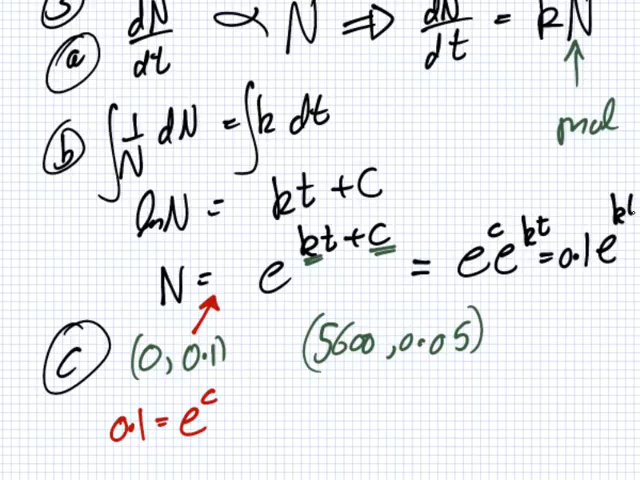 (a) dN/dt ∝ N ⇒ dN/dt = kN
mol
(b) ∫ 1/N dN = ∫ k dt
lnN = kt + C
N = e^(kt + c) = e^c e^(kt) = 0.1e^(kt)
(c) (0, 0.1) (5600, 0.05)
0.1 = e^c